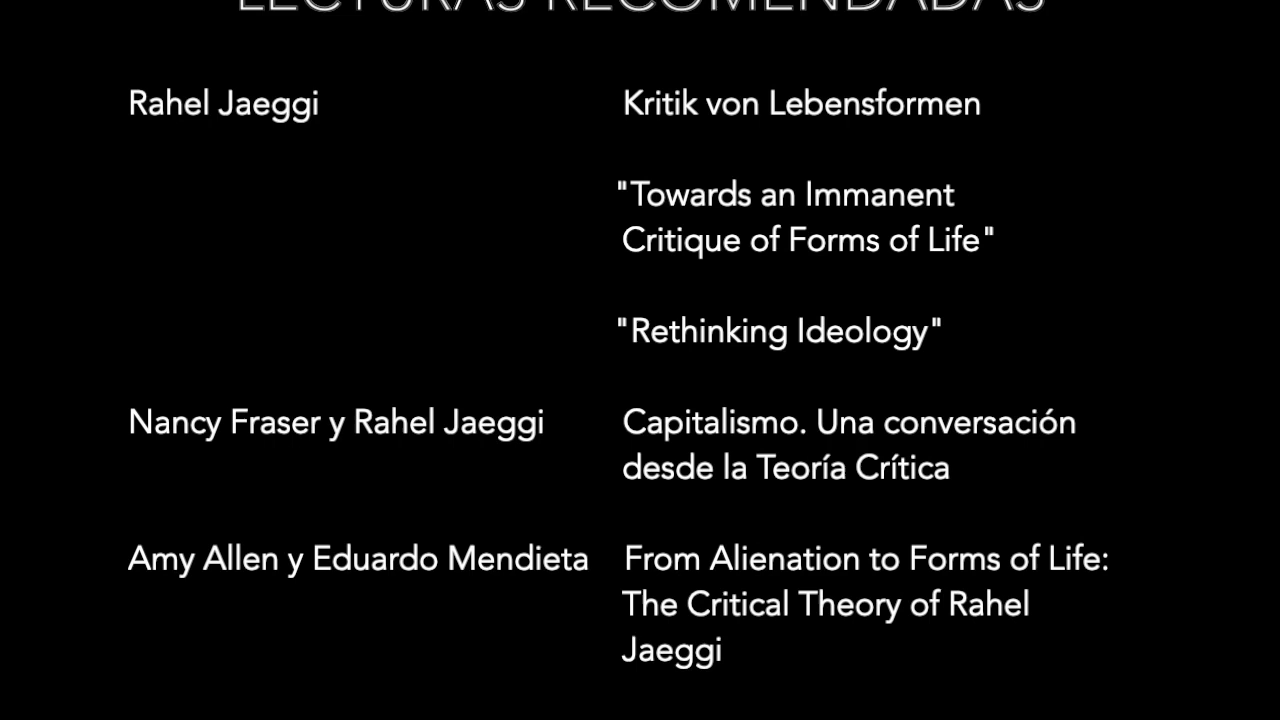 LECTURAS RECOMENDADAS
Rahel Jaeggi Kritik von Lebensformen
"Towards an Immanent
Critique of Forms of Life"
"Rethinking Ideology"
Nancy Fraser y Rahel Jaeggi Capitalismo. Una conversación
desde la Teoría Crítica
Amy Allen y Eduardo Mendieta From Alienation to Forms of Life:
The Critical Theory of Rahel
Jaeggi